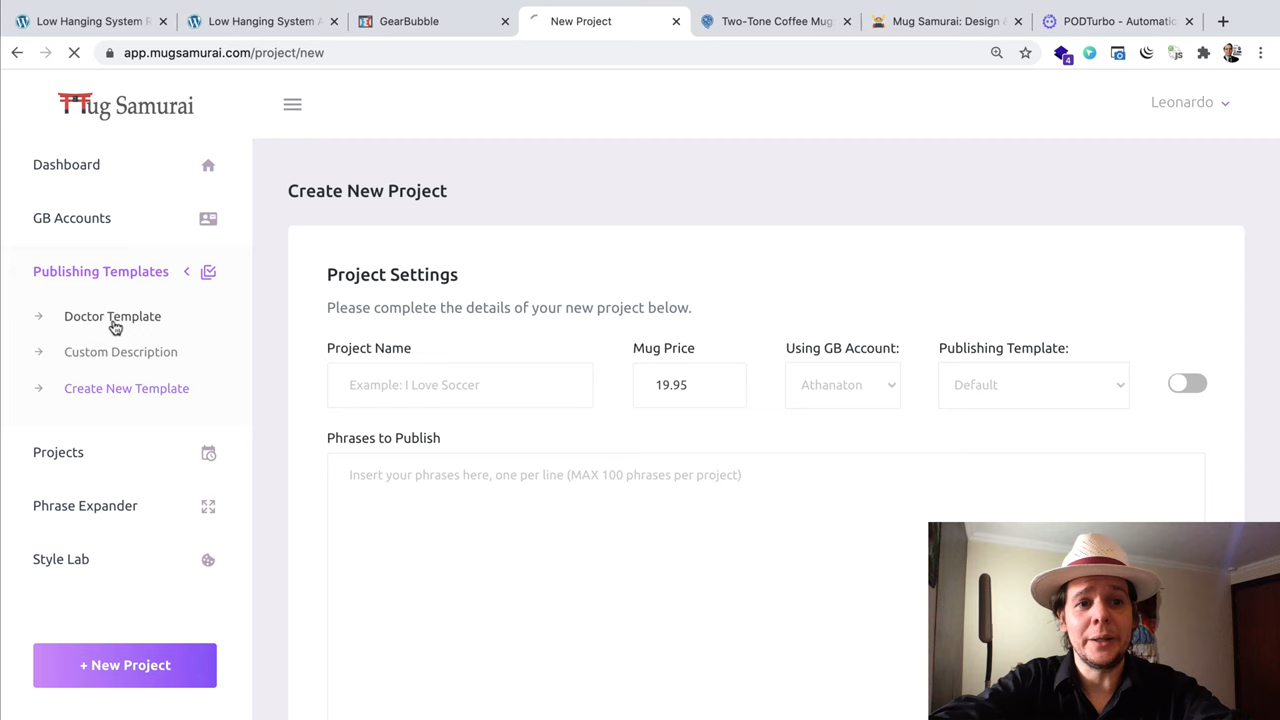 Low Hanging System R
Low Hanging System A
GearBubble
New Project
Two-Tone Coffee Mug
Mug Samurai: Design &
PODTurbo - Automatic
app.mugsamurai.com/project/new
4
Mug Samurai
Leonardo
Dashboard
GB Accounts
Publishing Templates
Doctor Template
Custom Description
Create New Template
Projects
Phrase Expander
Style Lab
+ New Project
Create New Project
Project Settings
Please complete the details of your new project below.
Project Name
Mug Price
Using GB Account:
Publishing Template:
Example: I Love Soccer
19.95
Athanaton
Default
Phrases to Publish
Insert your phrases here, one per line (MAX 100 phrases per project)